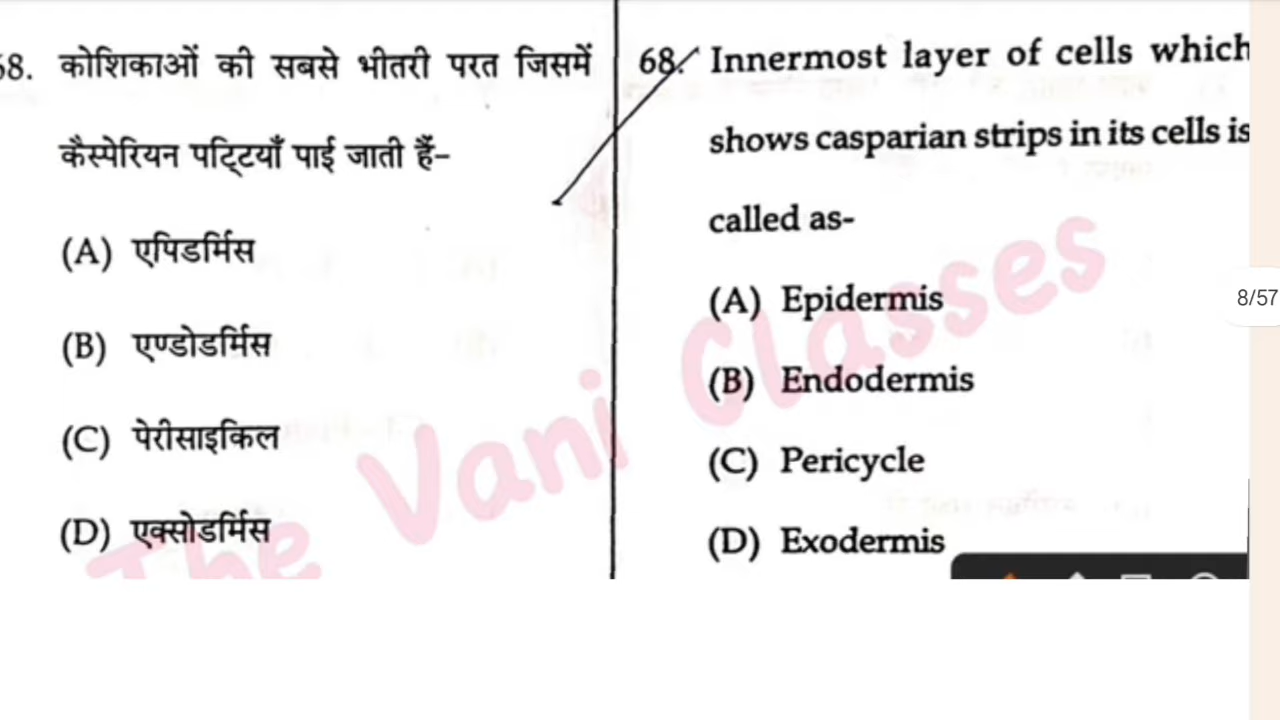 68. कोशिकाओं की सबसे भीतरी परत जिसमें
कैस्पेरियन पट्टियाँ पाई जाती हैं-
(A) एपिडर्मिस
(B) एण्डोडर्मिस
(C) पेरीसाइकिल
(D) एक्सोडर्मिस
68. Innermost layer of cells which
shows casparian strips in its cells is
called as-
(A) Epidermis
(B) Endodermis
(C) Pericycle
(D) Exodermis
The Vani Classes
8/57